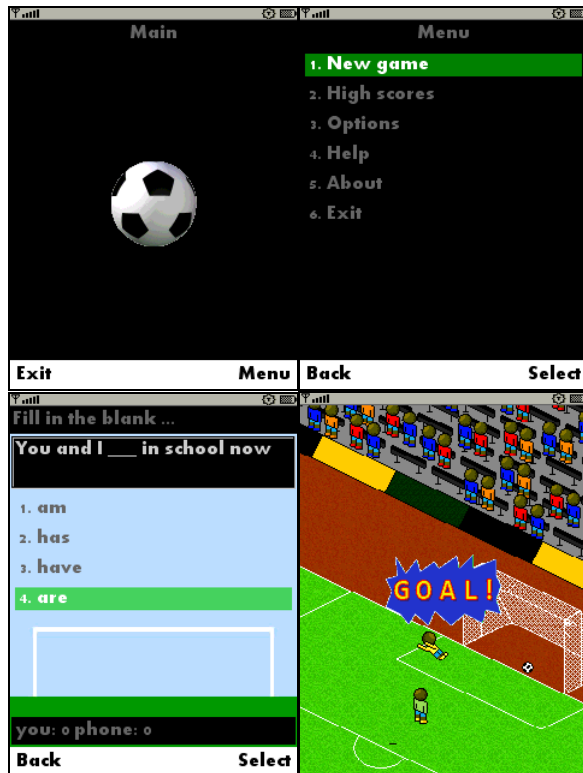 Main
Exit Menu
Menu
1. New game
2. High scores
3. Options
4. Help
5. About
6. Exit
Back Select
Fill in the blank ...
You and I ___ in school now
1. am
2. has
3. have
4. are
you: 0 phone: 0
Back Select
GOAL!